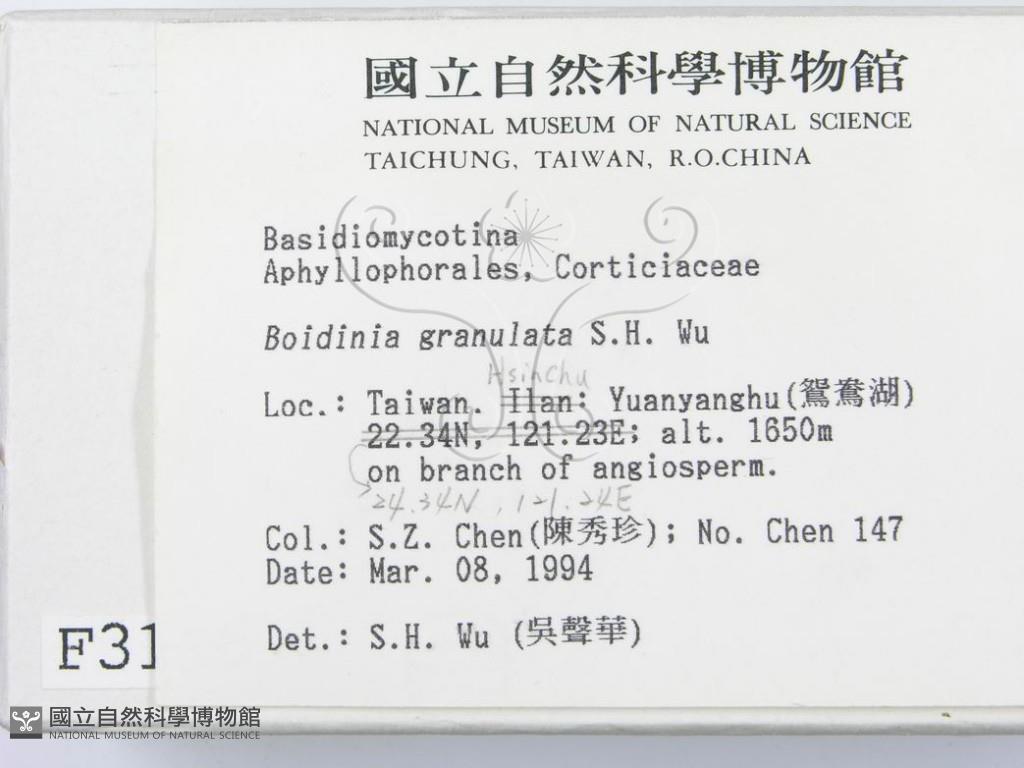 國立自然科學博物館
NATIONAL MUSEUM OF NATURAL SCIENCE
TAICHUNG, TAIWAN, R.O.CHINA
Basidiomycotina
Aphyllophorales, Corticiaceae
Boidinia granulata S.H. Wu
Hsinchu
Loc.: Taiwan. Ilan: Yuanyanghu(鴛鴦湖)
22.34N, 121.23E; alt. 1650m
on branch of angiosperm.
24.34N, 121.24E
Col.: S.Z. Chen(陳秀珍); No. Chen 147
Date: Mar. 08, 1994
Det.: S.H. Wu (吳聲華)
F31
國立自然科學博物館
NATIONAL MUSEUM OF NATURAL SCIENCE